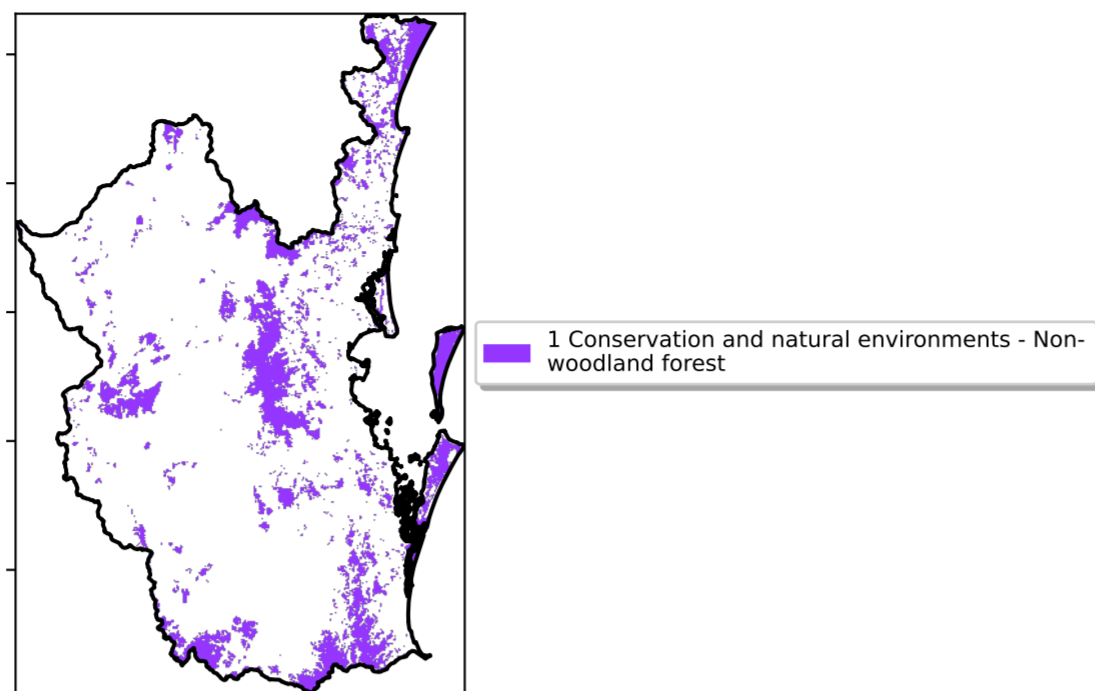 1 Conservation and natural environments - Non-
woodland forest